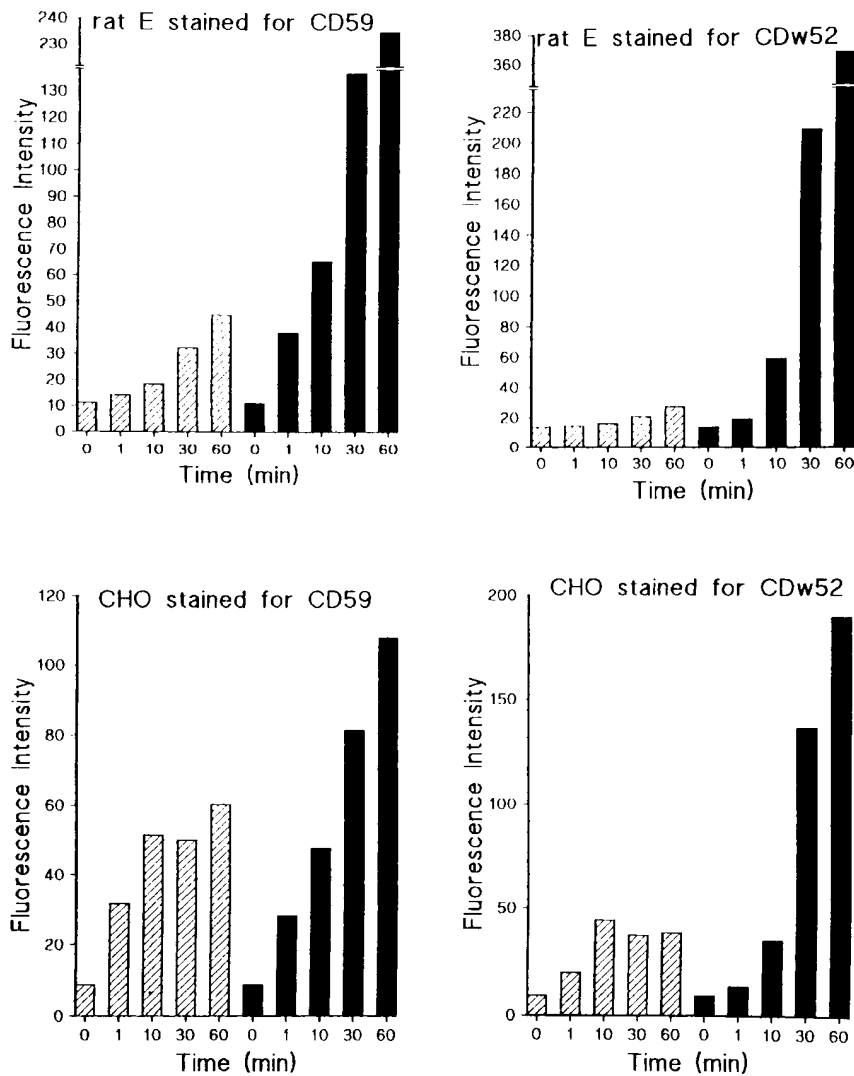 rat E stained for CD59
240
230
130
120
110
100
90
80
70
60
50
40
30
20
10
0
Fluorescence Intensity
0 1 10 30 60 0 1 10 30 60
Time (min)
rat E stained for CDw52
380
360
220
200
180
160
140
120
100
80
60
40
20
0
Fluorescence Intensity
0 1 10 30 60 0 1 10 30 60
Time (min)
CHO stained for CD59
120
100
80
60
40
20
0
Fluorescence Intensity
0 1 10 30 60 0 1 10 30 60
Time (min)
CHO stained for CDw52
200
150
100
50
0
Fluorescence Intensity
0 1 10 30 60 0 1 10 30 60
Time (min)